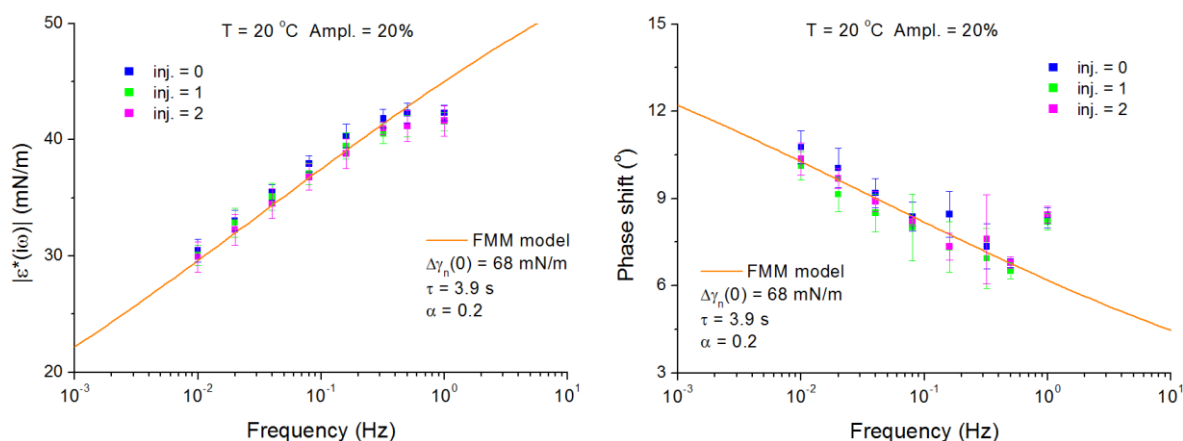 T = 20 °C Ampl. = 20%
inj. = 0
inj. = 1
inj. = 2
|ε*(iω)| (mN/m)
50
40
30
20
FMM model
Δγn(0) = 68 mN/m
τ = 3.9 s
α = 0.2
10⁻³ 10⁻² 10⁻¹ 10⁰ 10¹
Frequency (Hz)
T = 20 °C Ampl. = 20%
inj. = 0
inj. = 1
inj. = 2
Phase shift (°)
15
12
9
6
3
FMM model
Δγn(0) = 68 mN/m
τ = 3.9 s
α = 0.2
10⁻³ 10⁻² 10⁻¹ 10⁰ 10¹
Frequency (Hz)